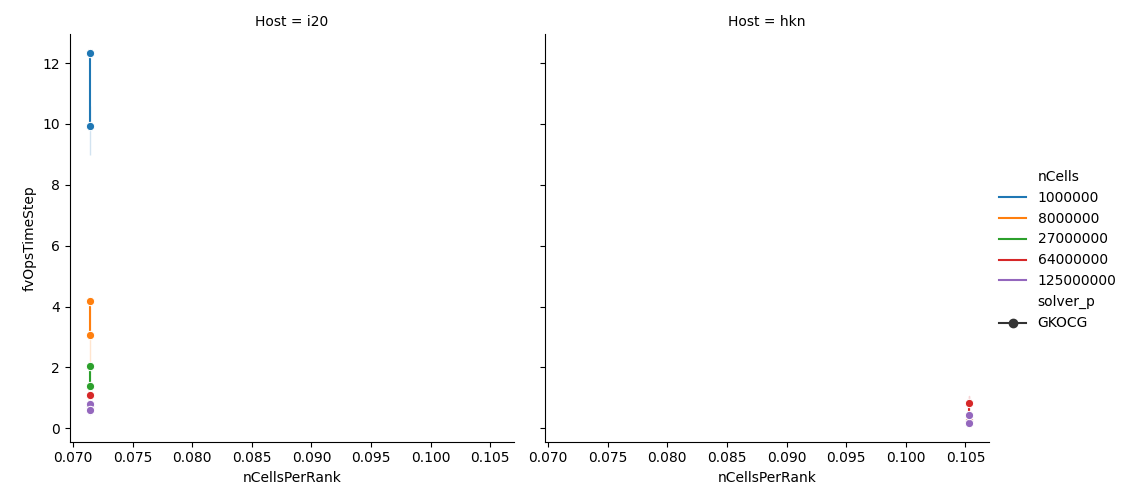 Host = i20
Host = hkn
fvOpsTimeStep
12
10
8
6
4
2
0
0.070 0.075 0.080 0.085 0.090 0.095 0.100 0.105
0.070 0.075 0.080 0.085 0.090 0.095 0.100 0.105
nCellsPerRank
nCellsPerRank
nCells
1000000
8000000
27000000
64000000
125000000
solver_p
GKOCG